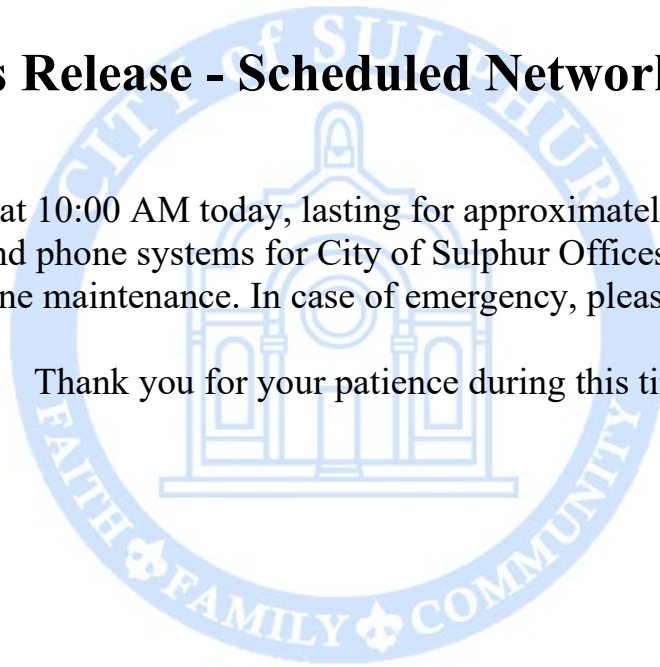 CITY of SULPHUR
s Release - Scheduled Network
at 10:00 AM today, lasting for approximatel
nd phone systems for City of Sulphur Offices
ne maintenance. In case of emergency, pleas
Thank you for your patience during this ti
FAITH FAMILY COMMUNITY